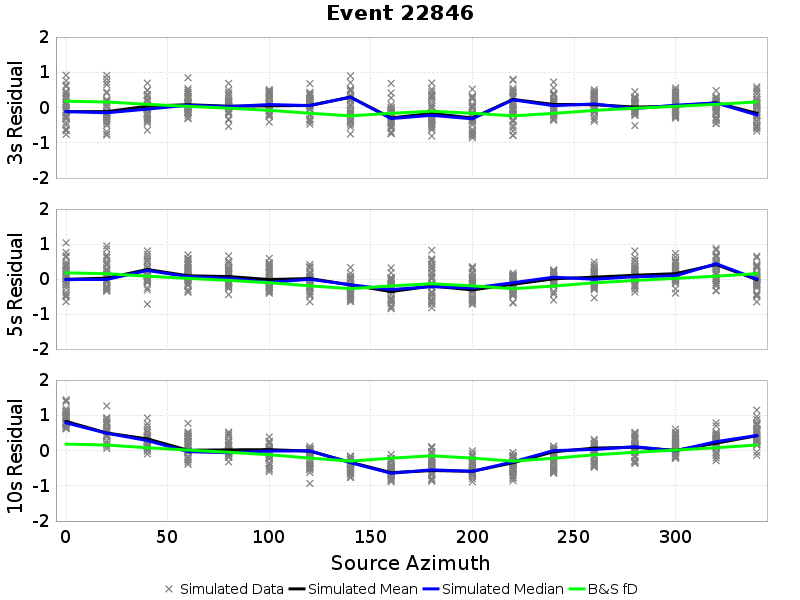 Event 22846
3s Residual
2
1
0
-1
-2
5s Residual
2
1
0
-1
-2
10s Residual
2
1
0
-1
-2
0 50 100 150 200 250 300
Source Azimuth
Simulated Data Simulated Mean Simulated Median B&S fD